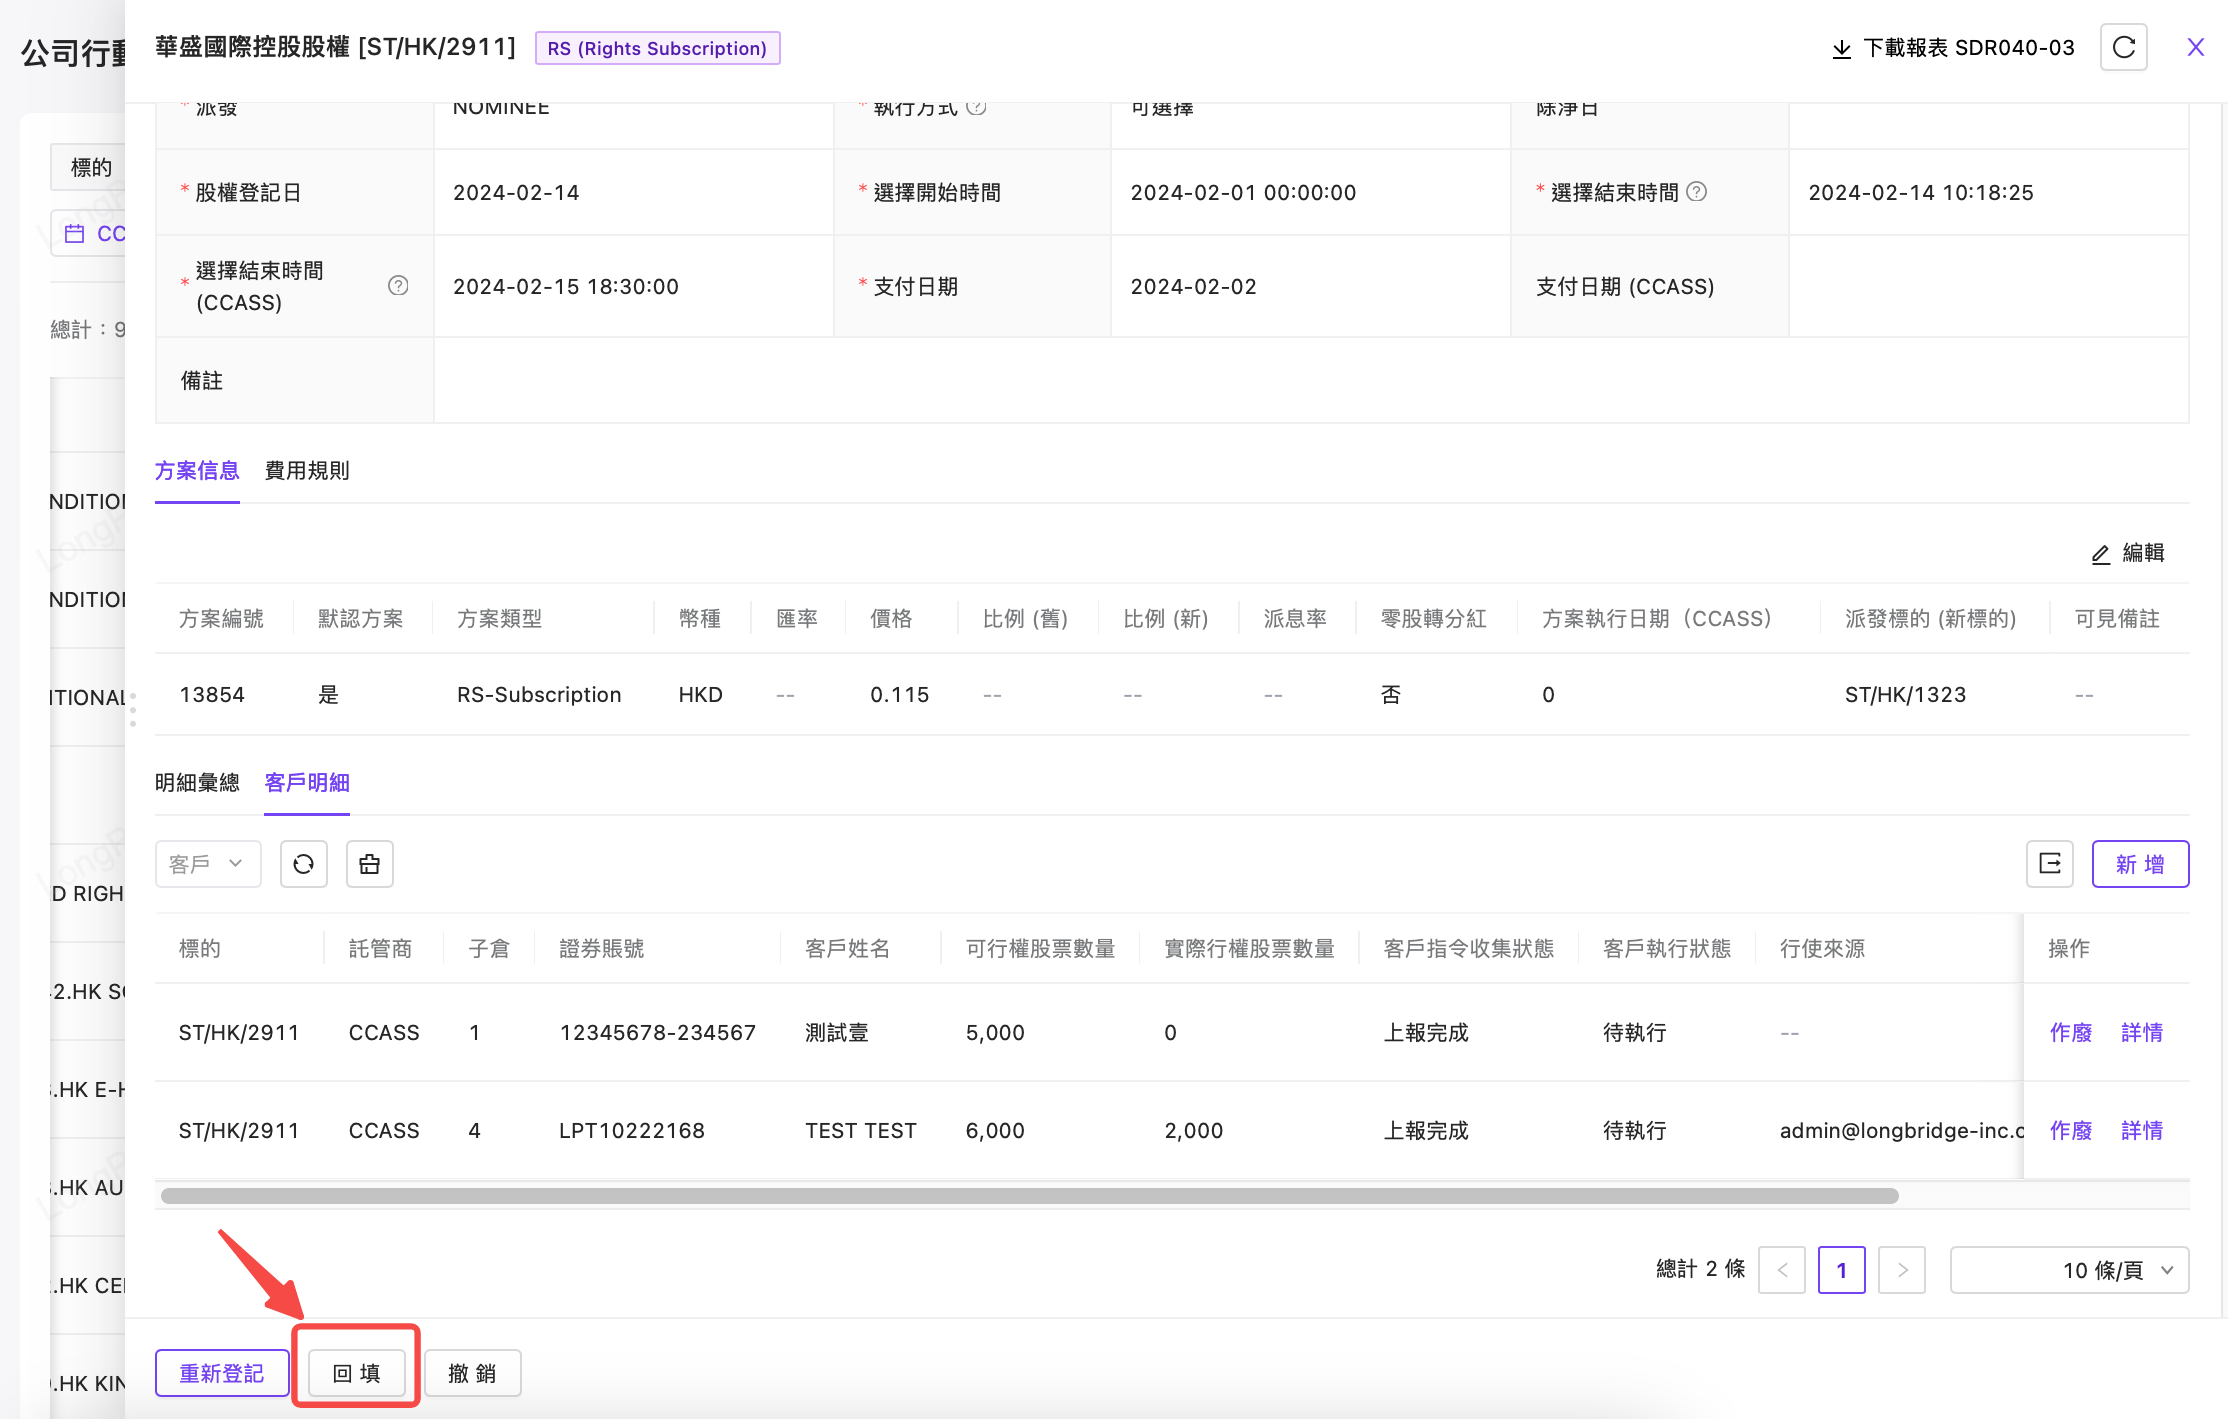 公司行動
華盛國際控股股權 [ST/HK/2911]
RS (Rights Subscription)
下載報表 SDR040-03
* 派發
NOMINEE
* 執行方式
可選擇
除淨日
* 股權登記日
2024-02-14
* 選擇開始時間
2024-02-01 00:00:00
* 選擇結束時間
2024-02-14 10:18:25
* 選擇結束時間
(CCASS)
2024-02-15 18:30:00
* 支付日期
2024-02-02
支付日期 (CCASS)
備註
標的
CC
總計：9
方案信息
費用規則
編輯
方案編號
默認方案
方案類型
幣種
匯率
價格
比例 (舊)
比例 (新)
派息率
零股轉分紅
方案執行日期（CCASS）
派發標的 (新標的)
可見備註
13854
是
RS-Subscription
HKD
--
0.115
--
--
--
否
0
ST/HK/1323
--
明細彙總
客戶明細
客戶
新 增
標的
託管商
子倉
證券賬號
客戶姓名
可行權股票數量
實際行權股票數量
客戶指令收集狀態
客戶執行狀態
行使來源
操作
ST/HK/2911
CCASS
1
12345678-234567
測試壹
5,000
0
上報完成
待執行
--
作廢
詳情
ST/HK/2911
CCASS
4
LPT10222168
TEST TEST
6,000
2,000
上報完成
待執行
admin@longbridge-inc.c
作廢
詳情
總計 2 條
1
10 條/頁
重新登記
回 填
撤 銷
NDITION
NDITION
ITIONAL
D RIGH
2.HK SC
.HK E-H
.HK AU
.HK CE
.HK KIN